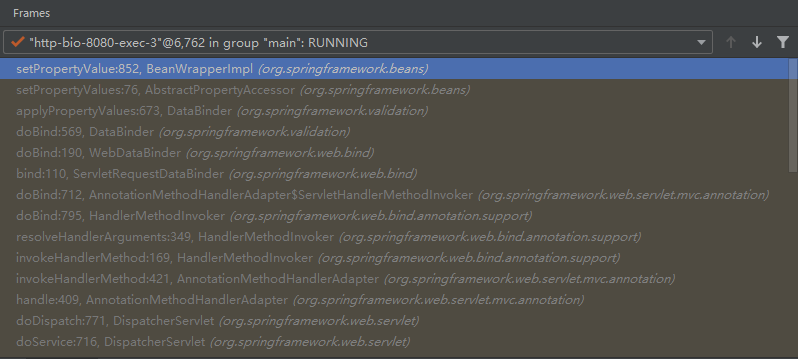 Frames
"http-bio-8080-exec-3"@6,762 in group "main": RUNNING
setPropertyValue:852, BeanWrapperImpl (org.springframework.beans)
setPropertyValues:76, AbstractPropertyAccessor (org.springframework.beans)
applyPropertyValues:673, DataBinder (org.springframework.validation)
doBind:569, DataBinder (org.springframework.validation)
doBind:190, WebDataBinder (org.springframework.web.bind)
bind:110, ServletRequestDataBinder (org.springframework.web.bind)
doBind:712, AnnotationMethodHandlerAdapter$ServletHandlerMethodInvoker (org.springframework.web.servlet.mvc.annotation)
doBind:795, HandlerMethodInvoker (org.springframework.web.bind.annotation.support)
resolveHandlerArguments:349, HandlerMethodInvoker (org.springframework.web.bind.annotation.support)
invokeHandlerMethod:169, HandlerMethodInvoker (org.springframework.web.bind.annotation.support)
invokeHandlerMethod:421, AnnotationMethodHandlerAdapter (org.springframework.web.servlet.mvc.annotation)
handle:409, AnnotationMethodHandlerAdapter (org.springframework.web.servlet.mvc.annotation)
doDispatch:771, DispatcherServlet (org.springframework.web.servlet)
doService:716, DispatcherServlet (org.springframework.web.servlet)